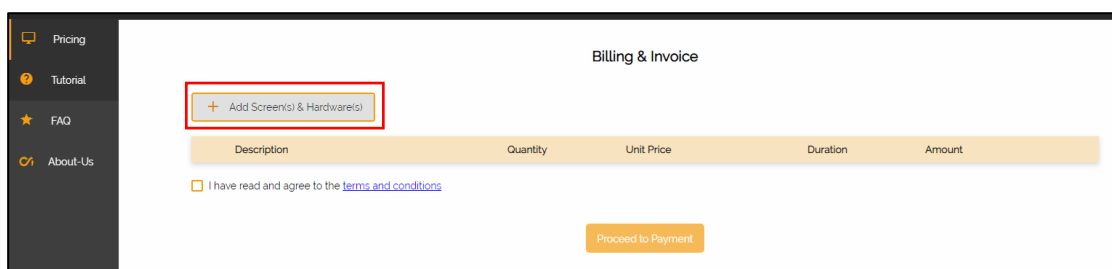 Pricing
Tutorial
FAQ
About-Us
Billing & Invoice
+ Add Screen(s) & Hardware(s)
Description Quantity Unit Price Duration Amount
I have read and agree to the terms and conditions
Proceed to Payment